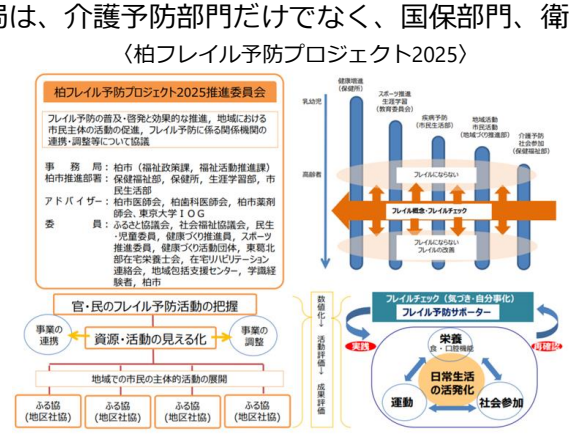 局は、介護予防部門だけでなく、国保部門、衛
〈柏フレイル予防プロジェクト2025〉
柏フレイル予防プロジェクト2025推進委員会
フレイル予防の普及・啓発と効果的な推進，地域における
市民主体の活動の促進，フレイル予防に係る関係機関の
連携・調整等について協議
事務局：柏市（福祉政策課，福祉活動推進課）
柏市推進部署：保健福祉部，保健所，生涯学習部，市
民生活部
アドバイザー：柏市医師会，柏歯科医師会，柏市薬剤
師会、東京大学ＩＯＧ
委員：ふるさと協議会，社会福祉協議会，民生
・児童委員，健康づくり推進員，スポーツ
推進委員，健康づくり活動団体，東葛北
部在宅栄養士会，在宅リハビリテーション
連絡会，地域包括支援センター，学識経
験者，柏市
健康増進
（保健所）
スポーツ推進
生涯学習
（教育委員会）
疾病予防
（市民生活部）
地域活動
市民活動
（地域づくり推進部）
介護予防
社会参加
（保健福祉部）
乳幼児
高齢者
フレイルにならない
フレイル概念・フレイルチェック
フレイルにならない
フレイルの改善
官・民のフレイル予防活動の把握
事業の
連携
資源・活動の見える化
事業の
調整
地域での市民の主体的活動の展開
ふる協
（地区社協）
ふる協
（地区社協）
ふる協
（地区社協）
ふる協
（地区社協）
数値化→活動評価→成果評価
フレイルチェック（気づき・自分事化）
フレイル予防サポーター
実践
再確認
栄養
食・口腔機能
日常生活
の活発化
運動
社会参加